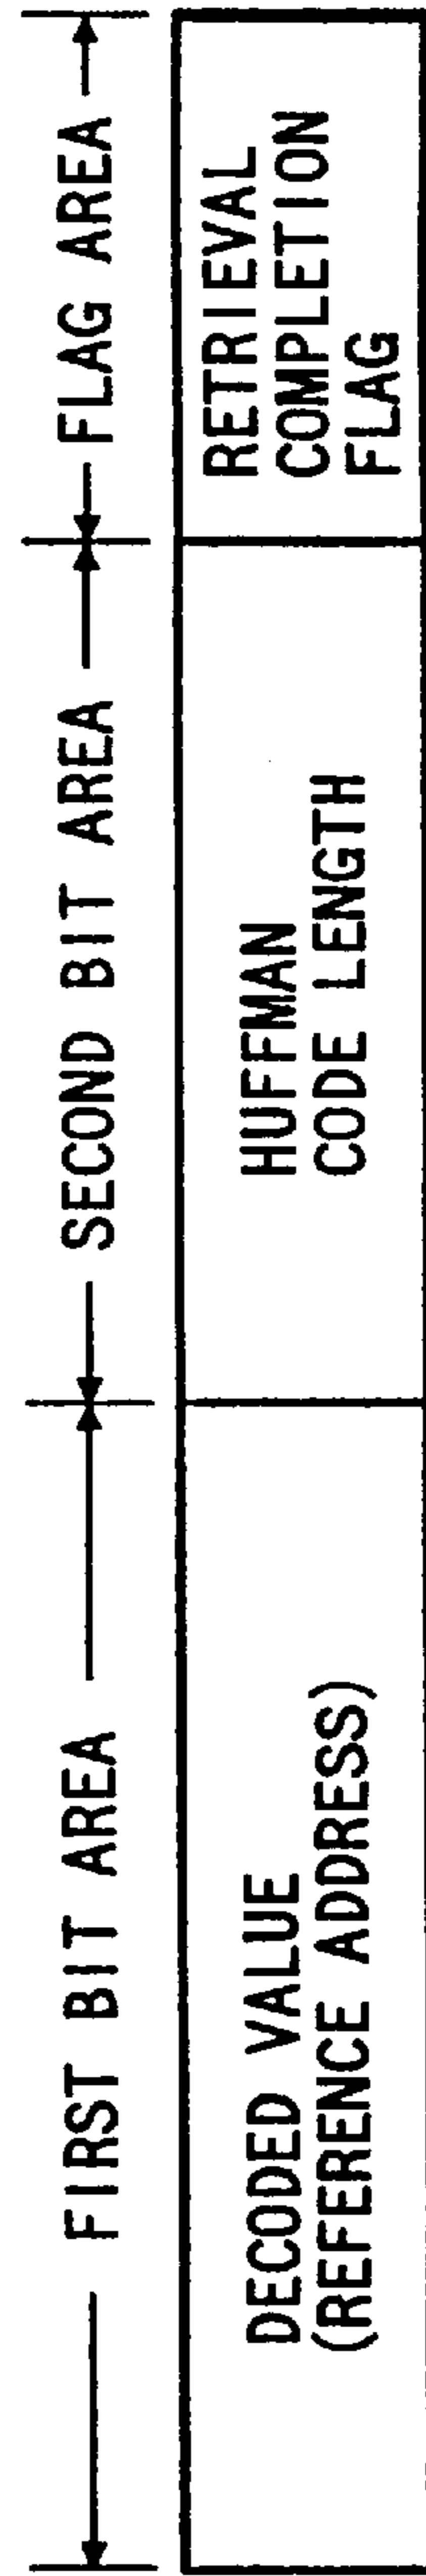 FIRST BIT AREA
SECOND BIT AREA
FLAG AREA
DECODED VALUE
(REFERENCE ADDRESS)
HUFFMAN
CODE LENGTH
RETRIEVAL
COMPLETION
FLAG